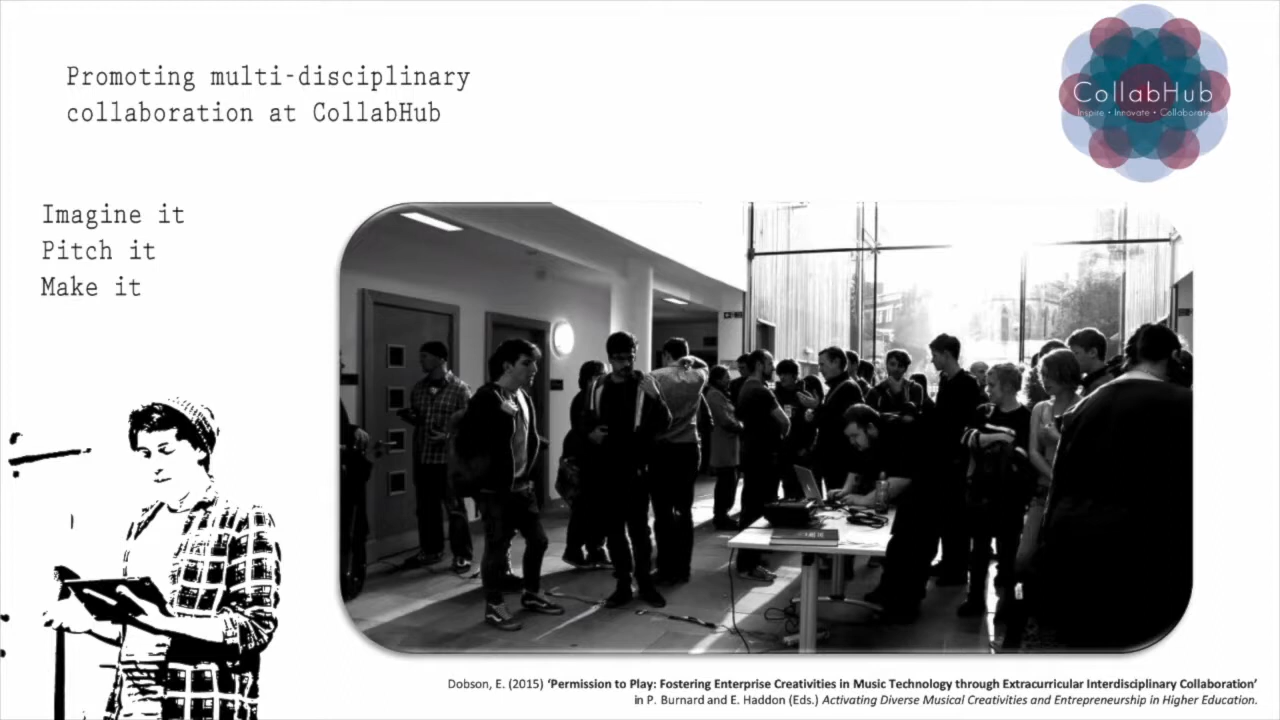 Promoting multi-disciplinary
collaboration at CollabHub
CollabHub
Inspire • Innovate • Collaborate
Imagine it
Pitch it
Make it
Dobson, E. (2015) ‘Permission to Play: Fostering Enterprise Creativities in Music Technology through Extracurricular Interdisciplinary Collaboration’
in P. Burnard and E. Haddon (Eds.) Activating Diverse Musical Creativities and Entrepreneurship in Higher Education.